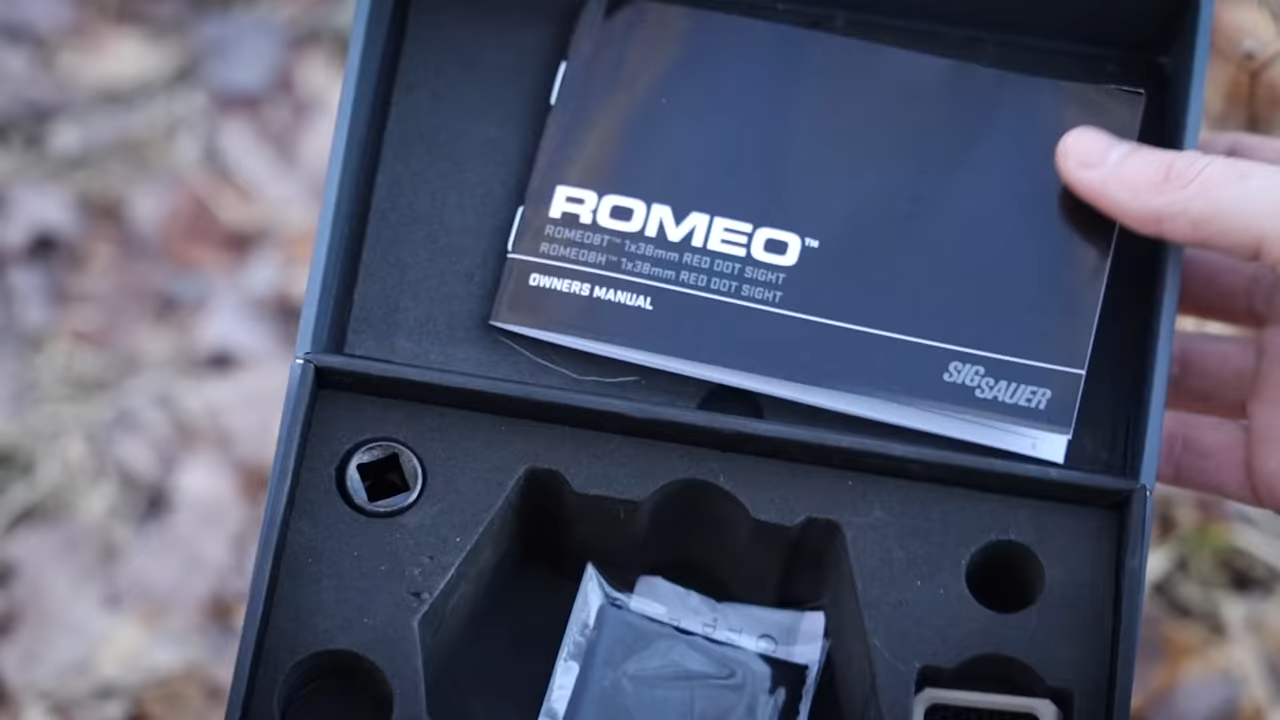 ROMEO™
ROMEO8T™ 1x38mm RED DOT SIGHT
ROMEO8H™ 1x38mm RED DOT SIGHT
OWNERS MANUAL
SIG SAUER